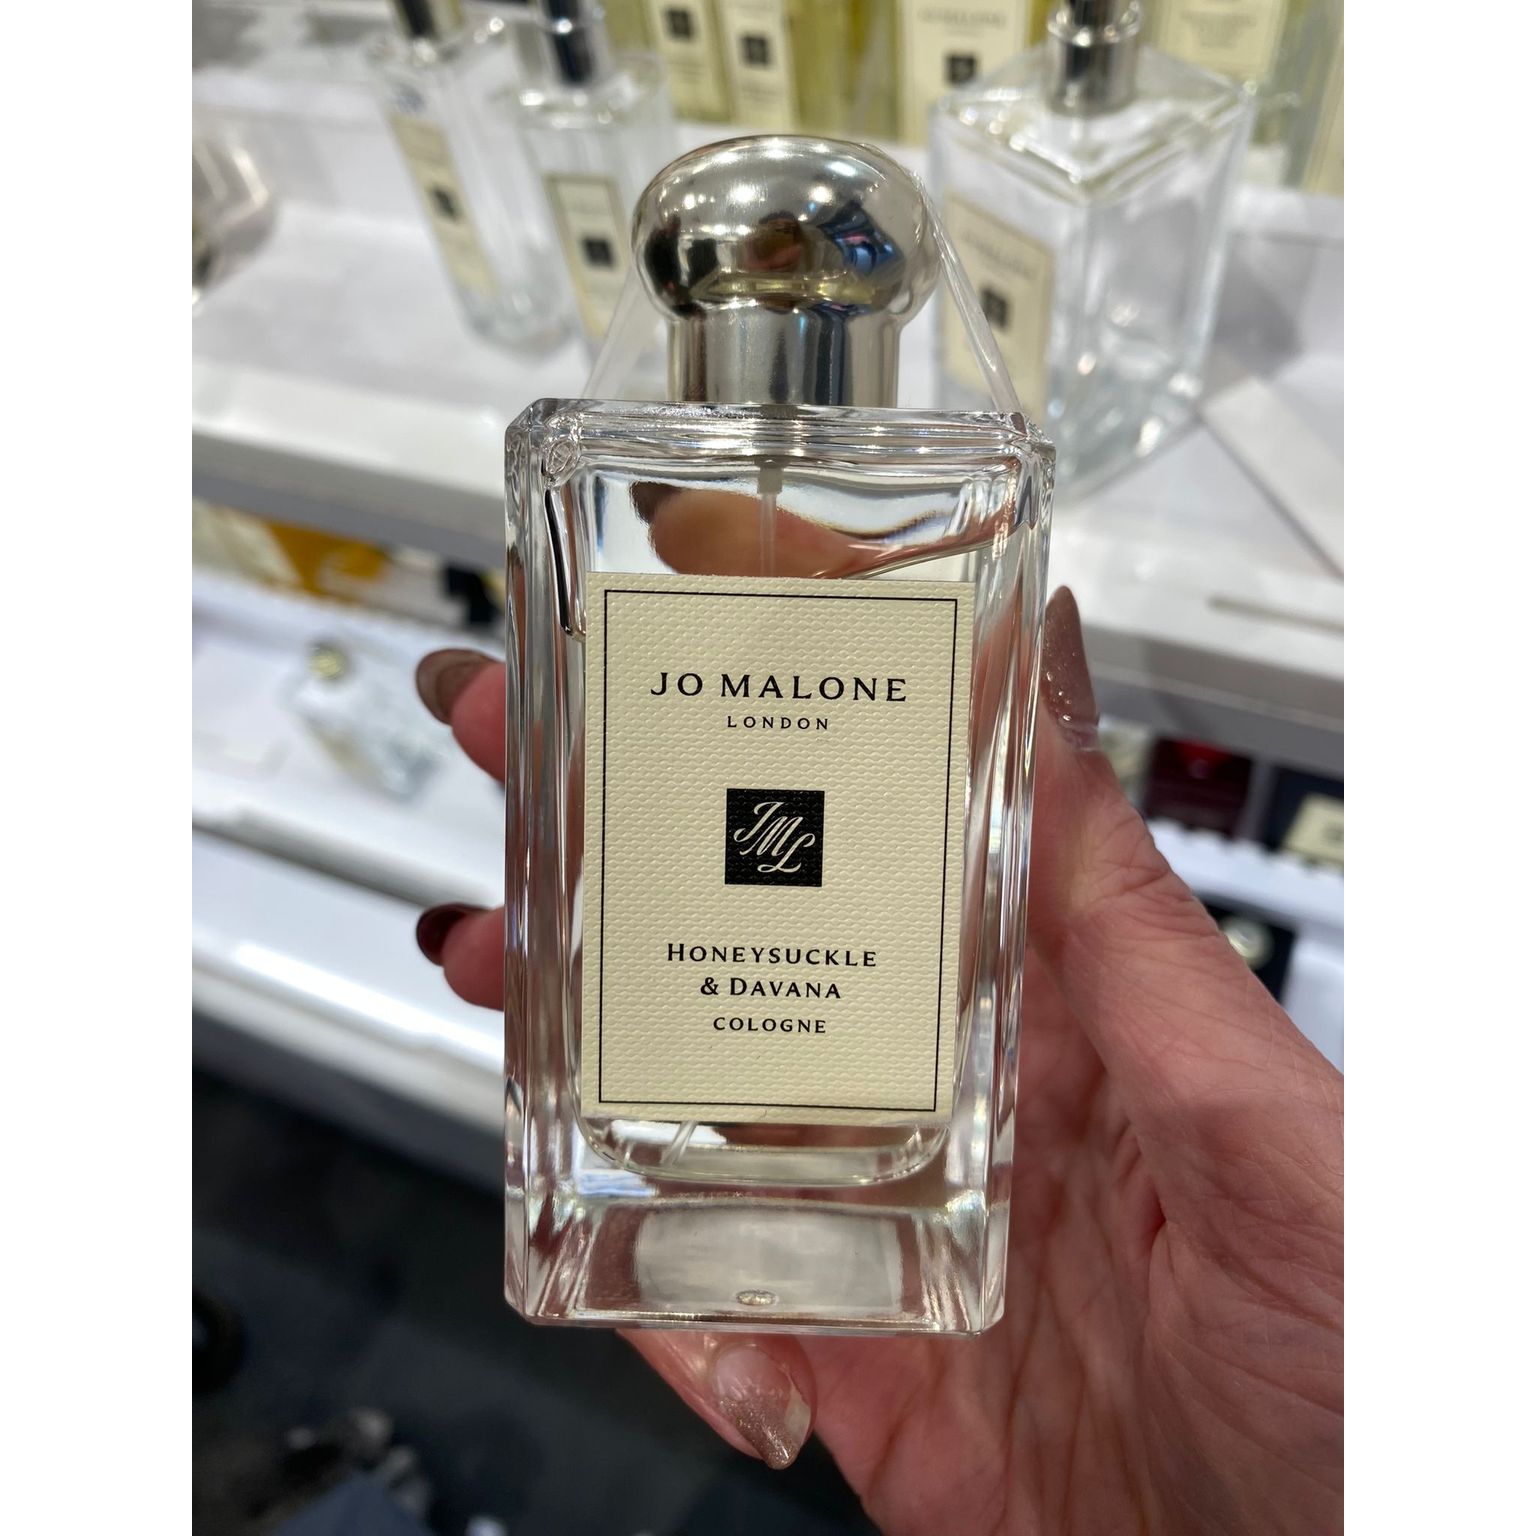 JO MALONE
LONDON
JML
HONEYSUCKLE
& DAVANA
COLOGNE